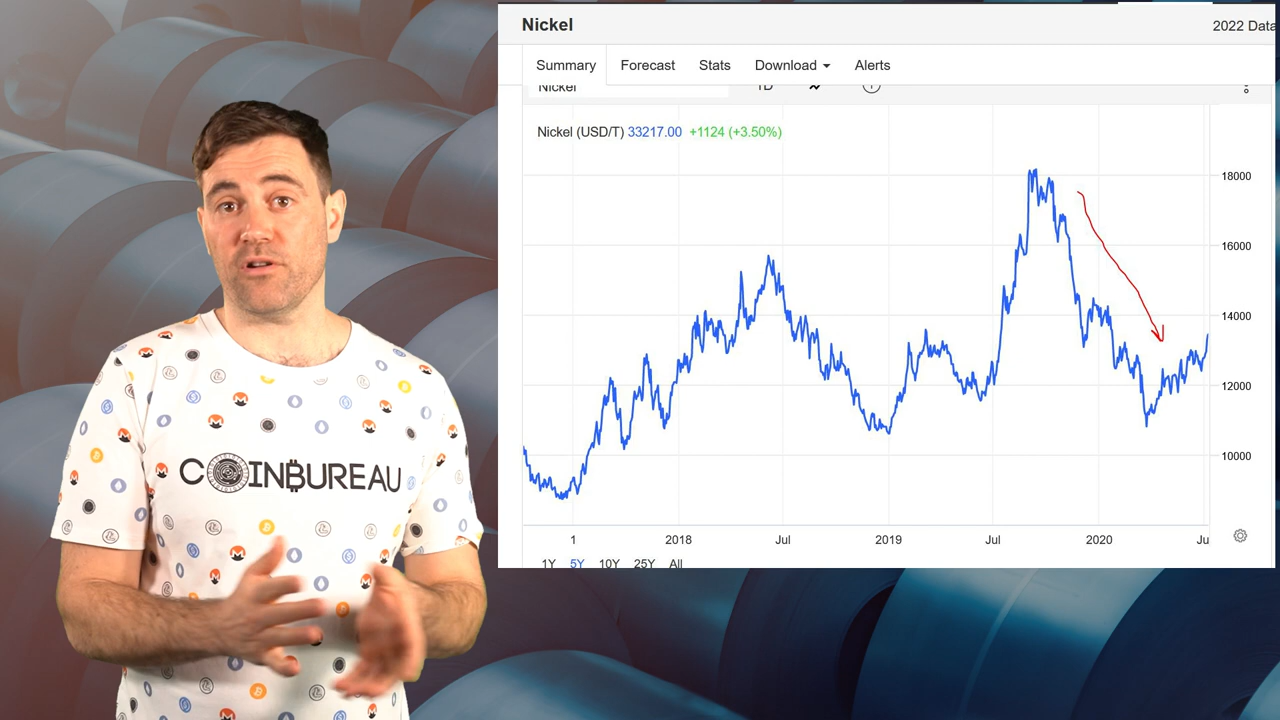 Nickel
2022 Data
Summary Forecast Stats Download Alerts
Nickel 1D
Nickel (USD/T) 33217.00 +1124 (+3.50%)
18000
16000
14000
12000
10000
1 2018 Jul 2019 Jul 2020 Ju
1Y 5Y 10Y 25Y All
COINBUREAU